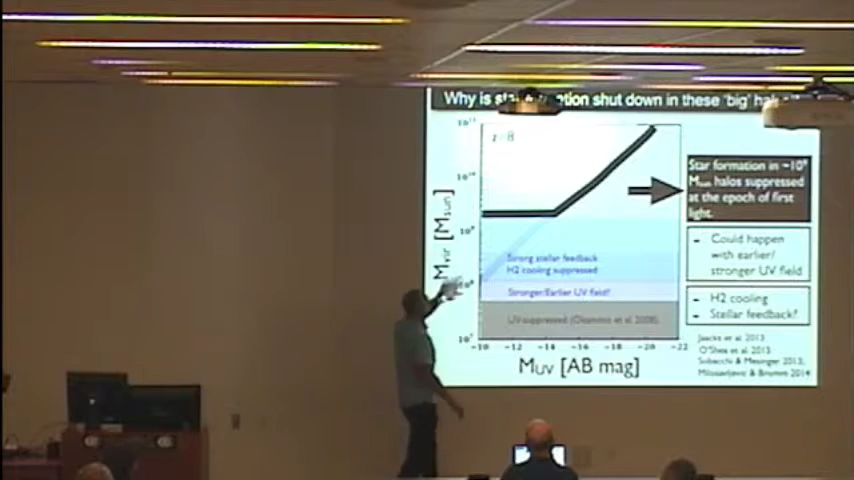 Why is star formation shut down in these 'big' halos
z~8
Star formation in ~10⁹
Msun halos suppressed
at the epoch of first
light.
- Could happen
with earlier/
stronger UV field
- H2 cooling
- Stellar feedback?
Mvir [Msun]
Strong stellar feedback
H2 cooling suppressed
Stronger/Earlier UV field?
UV suppressed (Okamoto et al 2008)
-10 -12 -14 -16 -18 -20 -22
MUV [AB mag]
Jaacks et al. 2013
O'Shea et al. 2015
Sobacchi & Mesinger 2013,
Milosavljevic & Bromm 2014